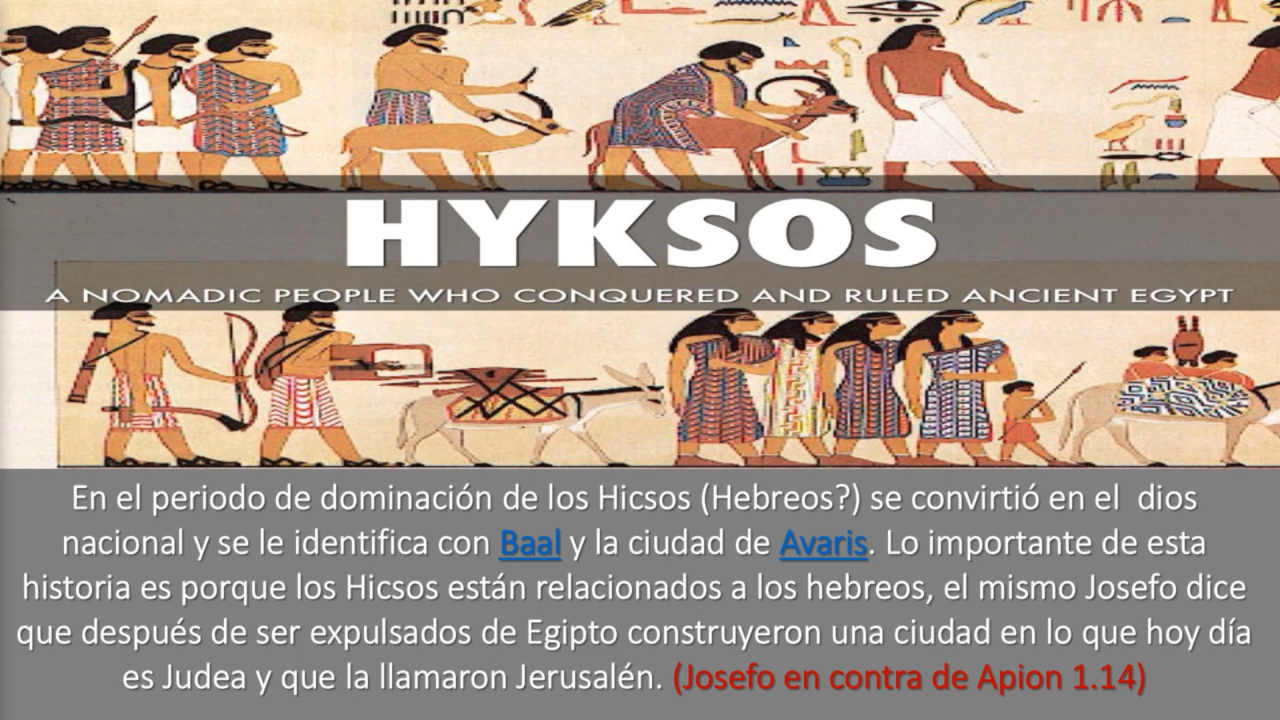 HYKSOS
A NOMADIC PEOPLE WHO CONQUERED AND RULED ANCIENT EGYPT
En el periodo de dominación de los Hicsos (Hebreos?) se convirtió en el dios
nacional y se le identifica con Baal y la ciudad de Avaris. Lo importante de esta
historia es porque los Hicsos están relacionados a los hebreos, el mismo Josefo dice
que después de ser expulsados de Egipto construyeron una ciudad en lo que hoy día
es Judea y que la llamaron Jerusalén. (Josefo en contra de Apion 1.14)